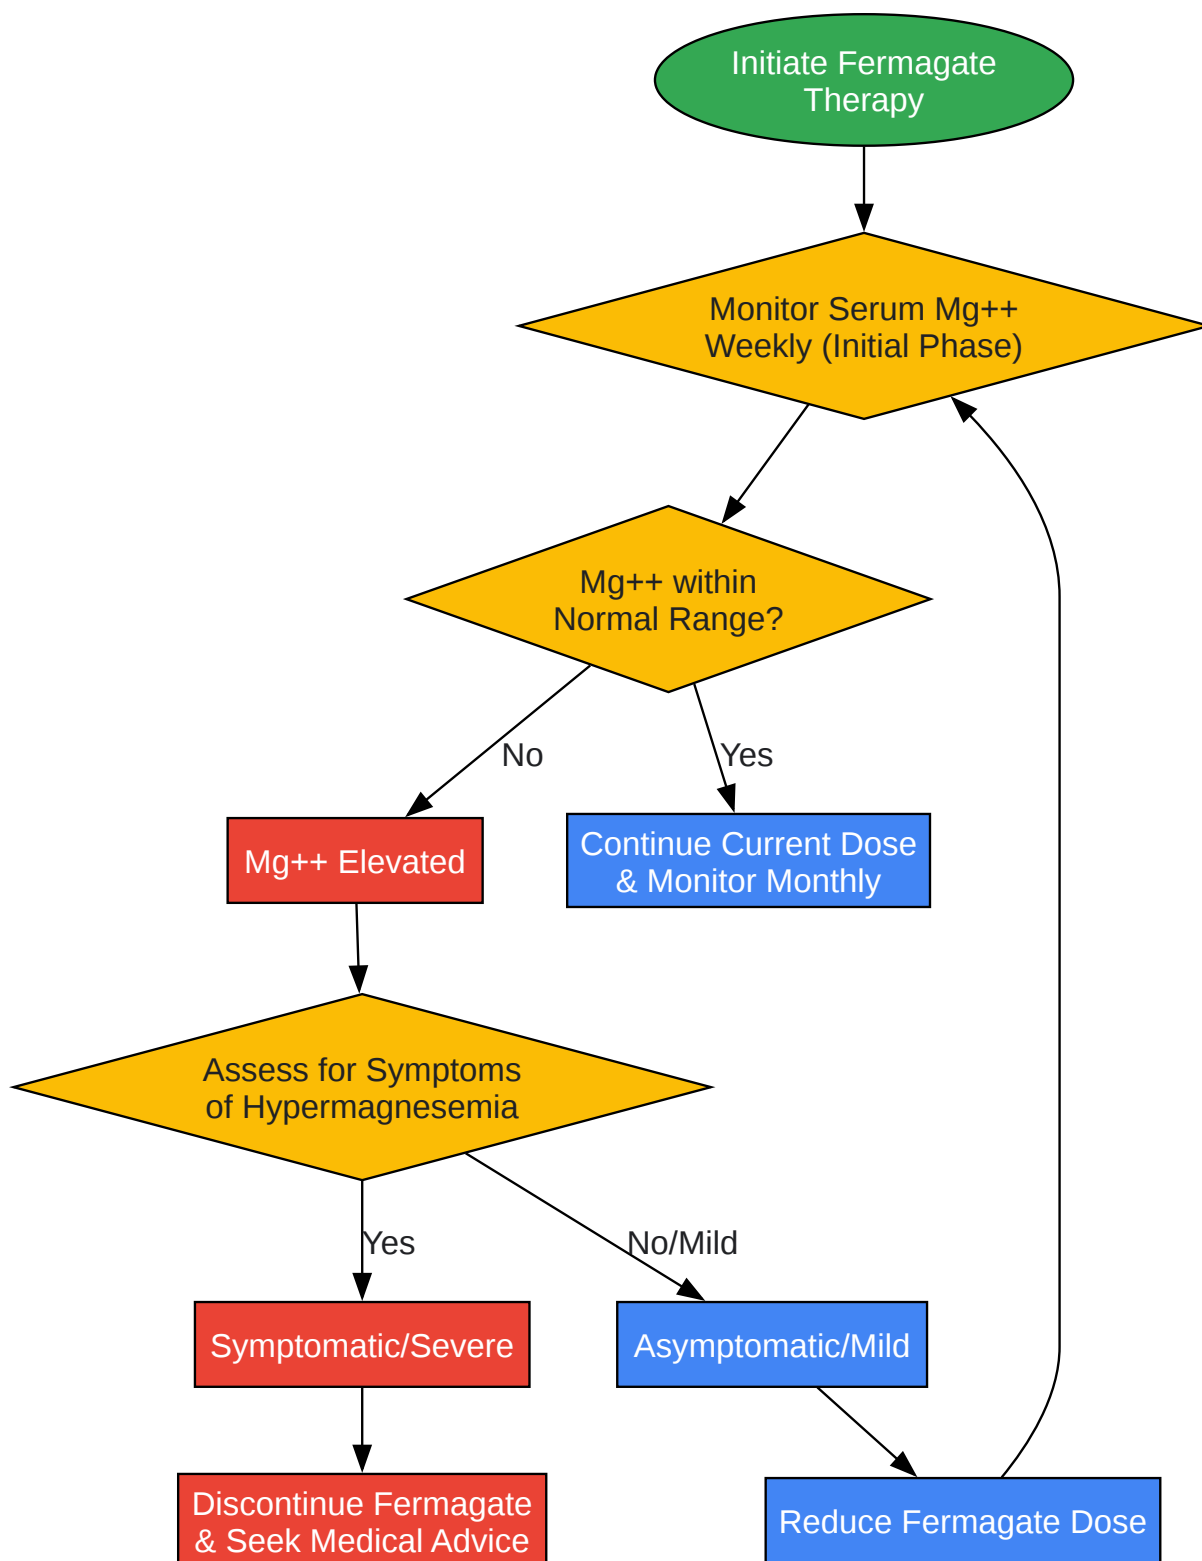 Initiate Fermagate
Therapy
Monitor Serum Mg++
Weekly (Initial Phase)
Mg++ within
Normal Range?
No
Yes
Mg++ Elevated
Continue Current Dose
& Monitor Monthly
Assess for Symptoms
of Hypermagnesemia
Yes
No/Mild
Symptomatic/Severe
Asymptomatic/Mild
Discontinue Fermagate
& Seek Medical Advice
Reduce Fermagate Dose